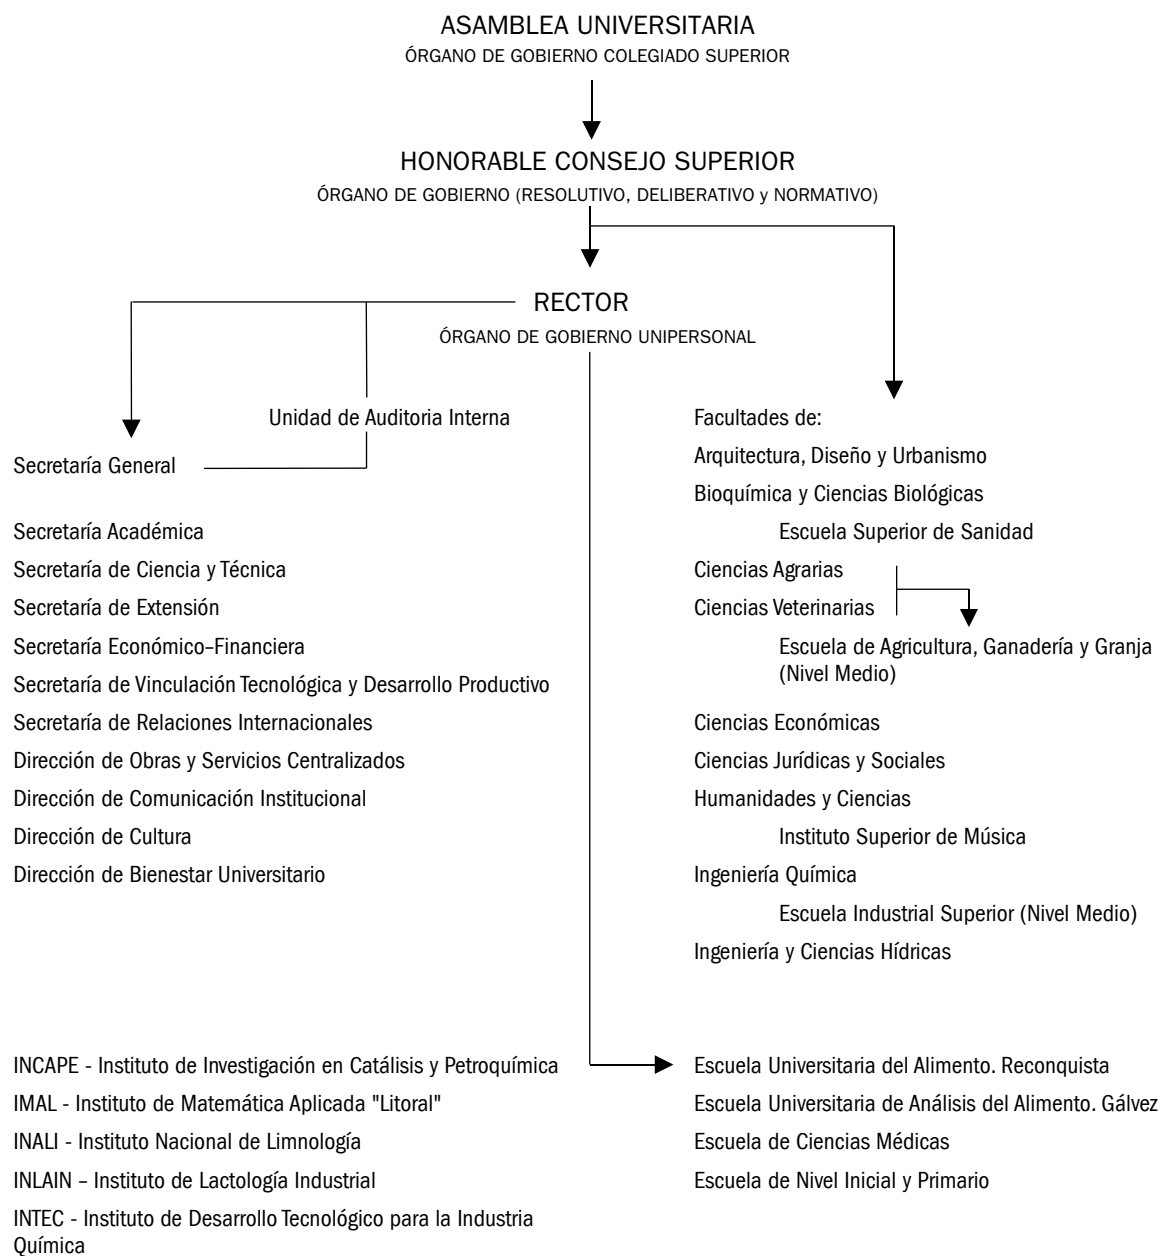 ASAMBLEA UNIVERSITARIA
ÓRGANO DE GOBIERNO COLEGIADO SUPERIOR
HONORABLE CONSEJO SUPERIOR
ÓRGANO DE GOBIERNO (RESOLUTIVO, DELIBERATIVO y NORMATIVO)
RECTOR
ÓRGANO DE GOBIERNO UNIPERSONAL
Unidad de Auditoria Interna
Secretaría General
Secretaría Académica
Secretaría de Ciencia y Técnica
Secretaría de Extensión
Secretaría Económico–Financiera
Secretaría de Vinculación Tecnológica y Desarrollo Productivo
Secretaría de Relaciones Internacionales
Dirección de Obras y Servicios Centralizados
Dirección de Comunicación Institucional
Dirección de Cultura
Dirección de Bienestar Universitario
Facultades de:
Arquitectura, Diseño y Urbanismo
Bioquímica y Ciencias Biológicas
Escuela Superior de Sanidad
Ciencias Agrarias
Ciencias Veterinarias
Escuela de Agricultura, Ganadería y Granja
(Nivel Medio)
Ciencias Económicas
Ciencias Jurídicas y Sociales
Humanidades y Ciencias
Instituto Superior de Música
Ingeniería Química
Escuela Industrial Superior (Nivel Medio)
Ingeniería y Ciencias Hídricas
INCAPE - Instituto de Investigación en Catálisis y Petroquímica
IMAL - Instituto de Matemática Aplicada "Litoral"
INALI - Instituto Nacional de Limnología
INLAIN – Instituto de Lactología Industrial
INTEC - Instituto de Desarrollo Tecnológico para la Industria
Química
Escuela Universitaria del Alimento. Reconquista
Escuela Universitaria de Análisis del Alimento. Gálvez
Escuela de Ciencias Médicas
Escuela de Nivel Inicial y Primario